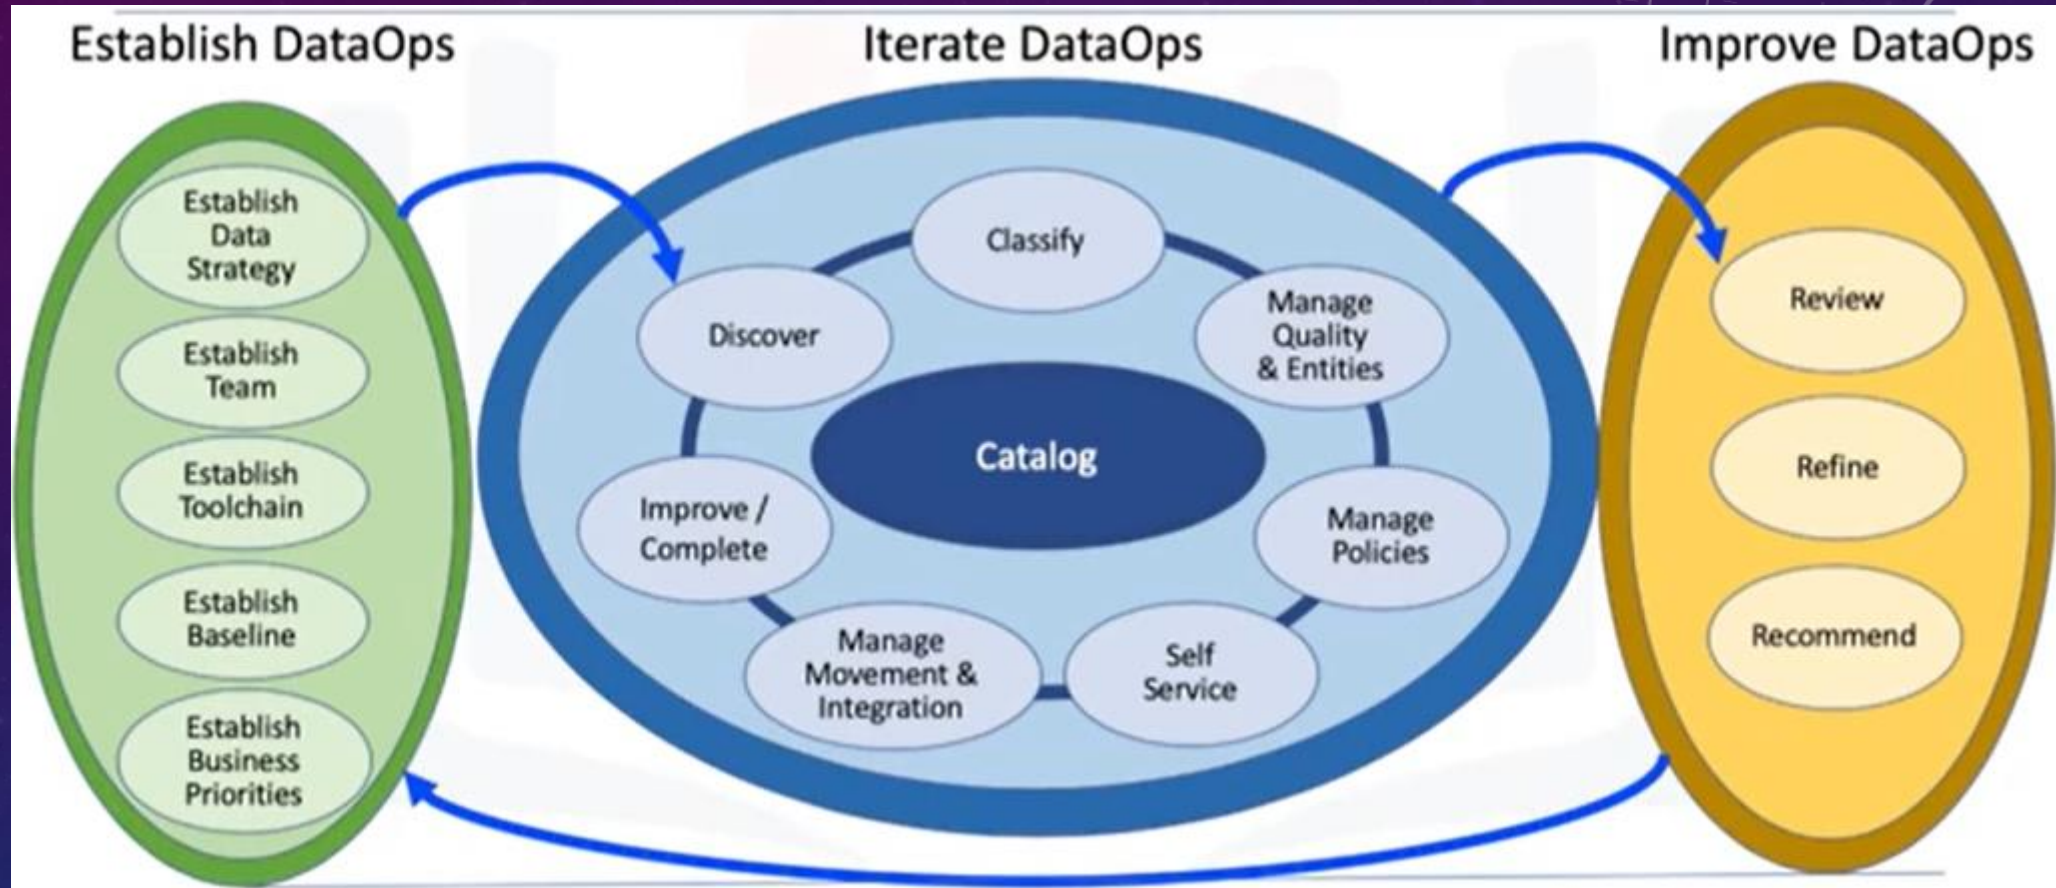 Establish DataOps
Iterate DataOps
Improve DataOps
Establish
Data
Strategy
Establish
Team
Establish
Toolchain
Establish
Baseline
Establish
Business
Priorities
Classify
Discover
Manage
Quality
& Entities
Catalog
Improve /
Complete
Manage
Policies
Manage
Movement &
Integration
Self
Service
Review
Refine
Recommend